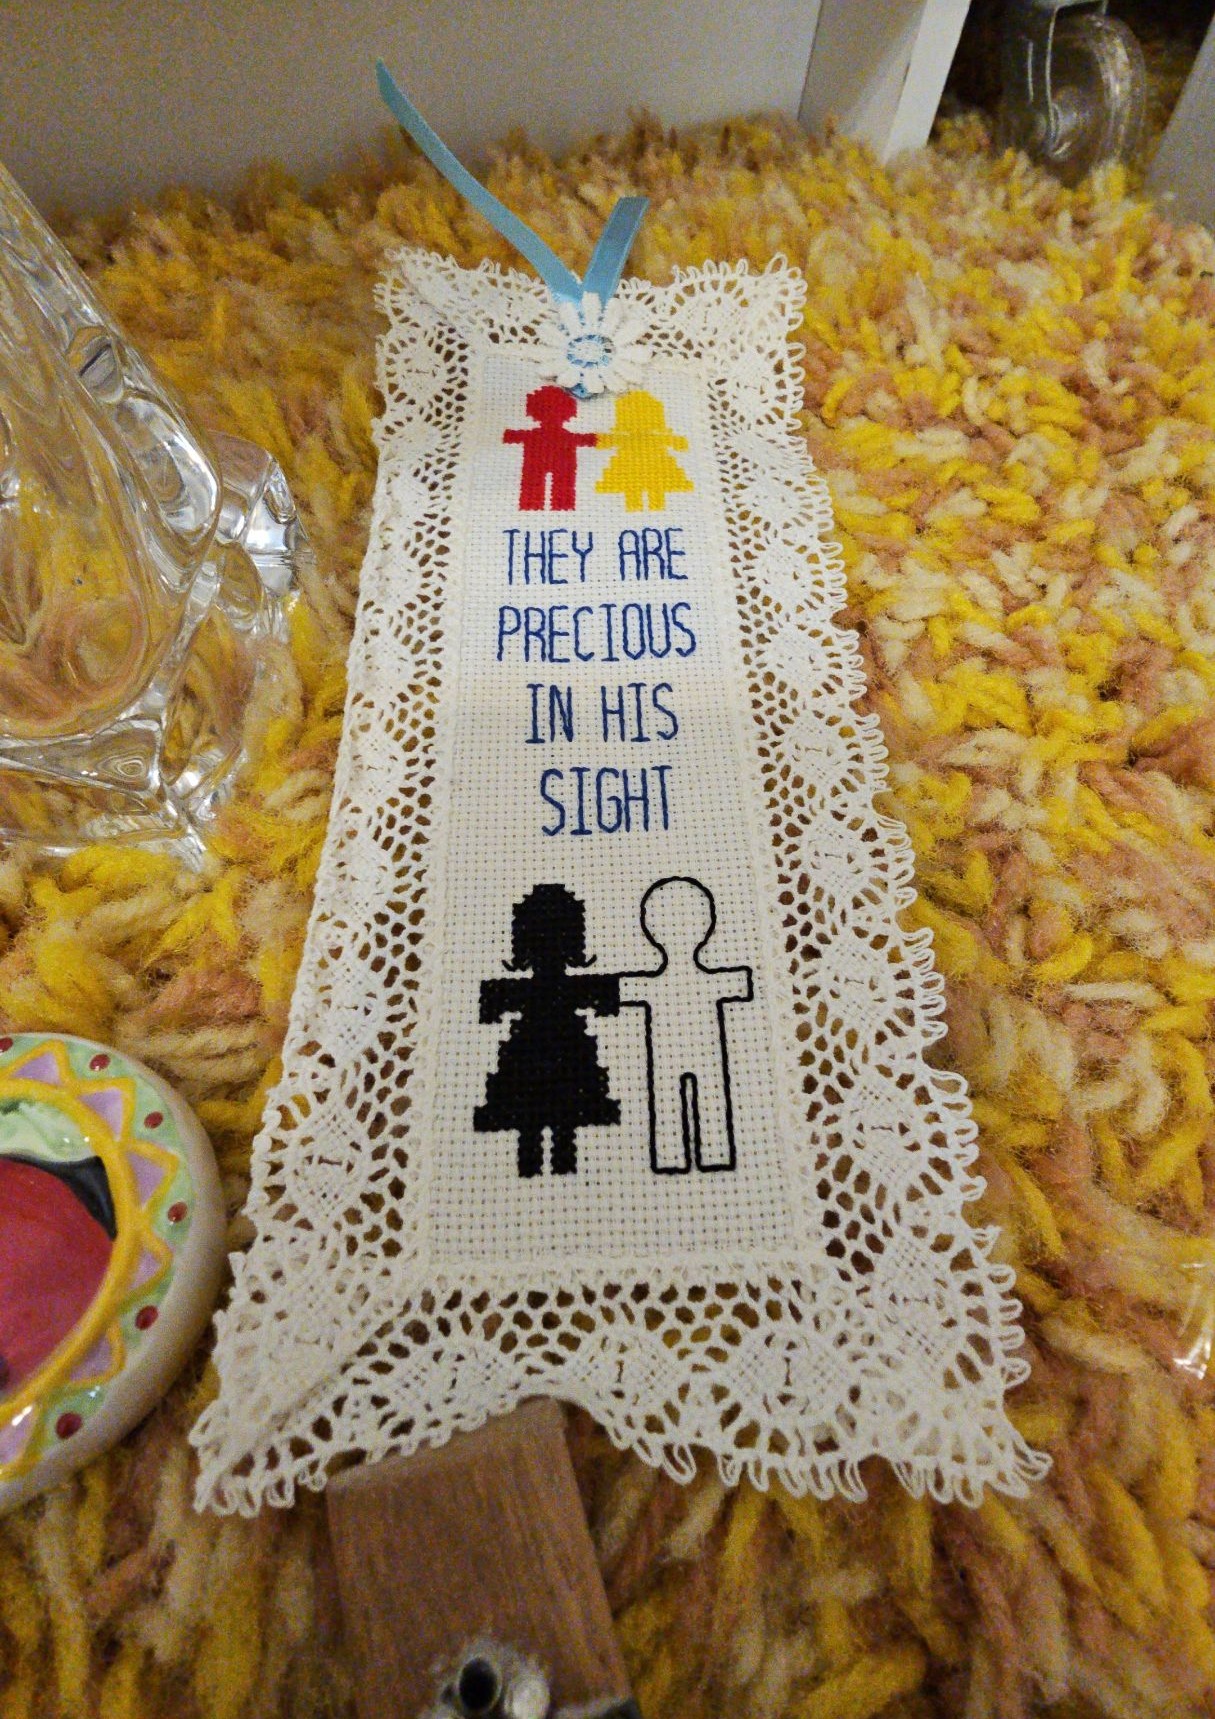 THEY ARE
PRECIOUS
IN HIS
SIGHT